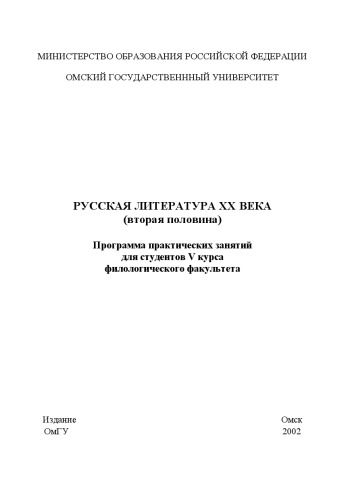 МИНИСТЕРСТВО ОБРАЗОВАНИЯ РОССИЙСКОЙ ФЕДЕРАЦИИ
ОМСКИЙ ГОСУДАРСТВЕНННЫЙ УНИВЕРСИТЕТ
РУССКАЯ ЛИТЕРАТУРА XX ВЕКА
(вторая половина)
Программа практических занятий
для студентов V курса
филологического факультета
Издание Омск
ОмГУ 2002